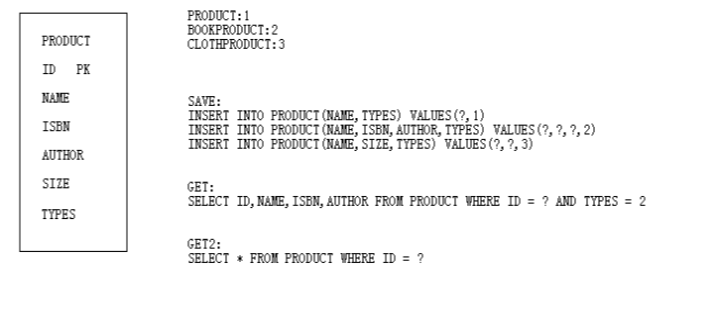 PRODUCT
ID PK
NAME
ISBN
AUTHOR
SIZE
TYPES
PRODUCT:1
BOOKPRODUCT:2
CLOTHPRODUCT:3
SAVE:
INSERT INTO PRODUCT(NAME,TYPES) VALUES(?,1)
INSERT INTO PRODUCT(NAME,ISBN,AUTHOR,TYPES) VALUES(?,?,?,2)
INSERT INTO PRODUCT(NAME,SIZE,TYPES) VALUES(?,?,3)
GET:
SELECT ID,NAME,ISBN,AUTHOR FROM PRODUCT WHERE ID = ? AND TYPES = 2
GET2:
SELECT * FROM PRODUCT WHERE ID = ?